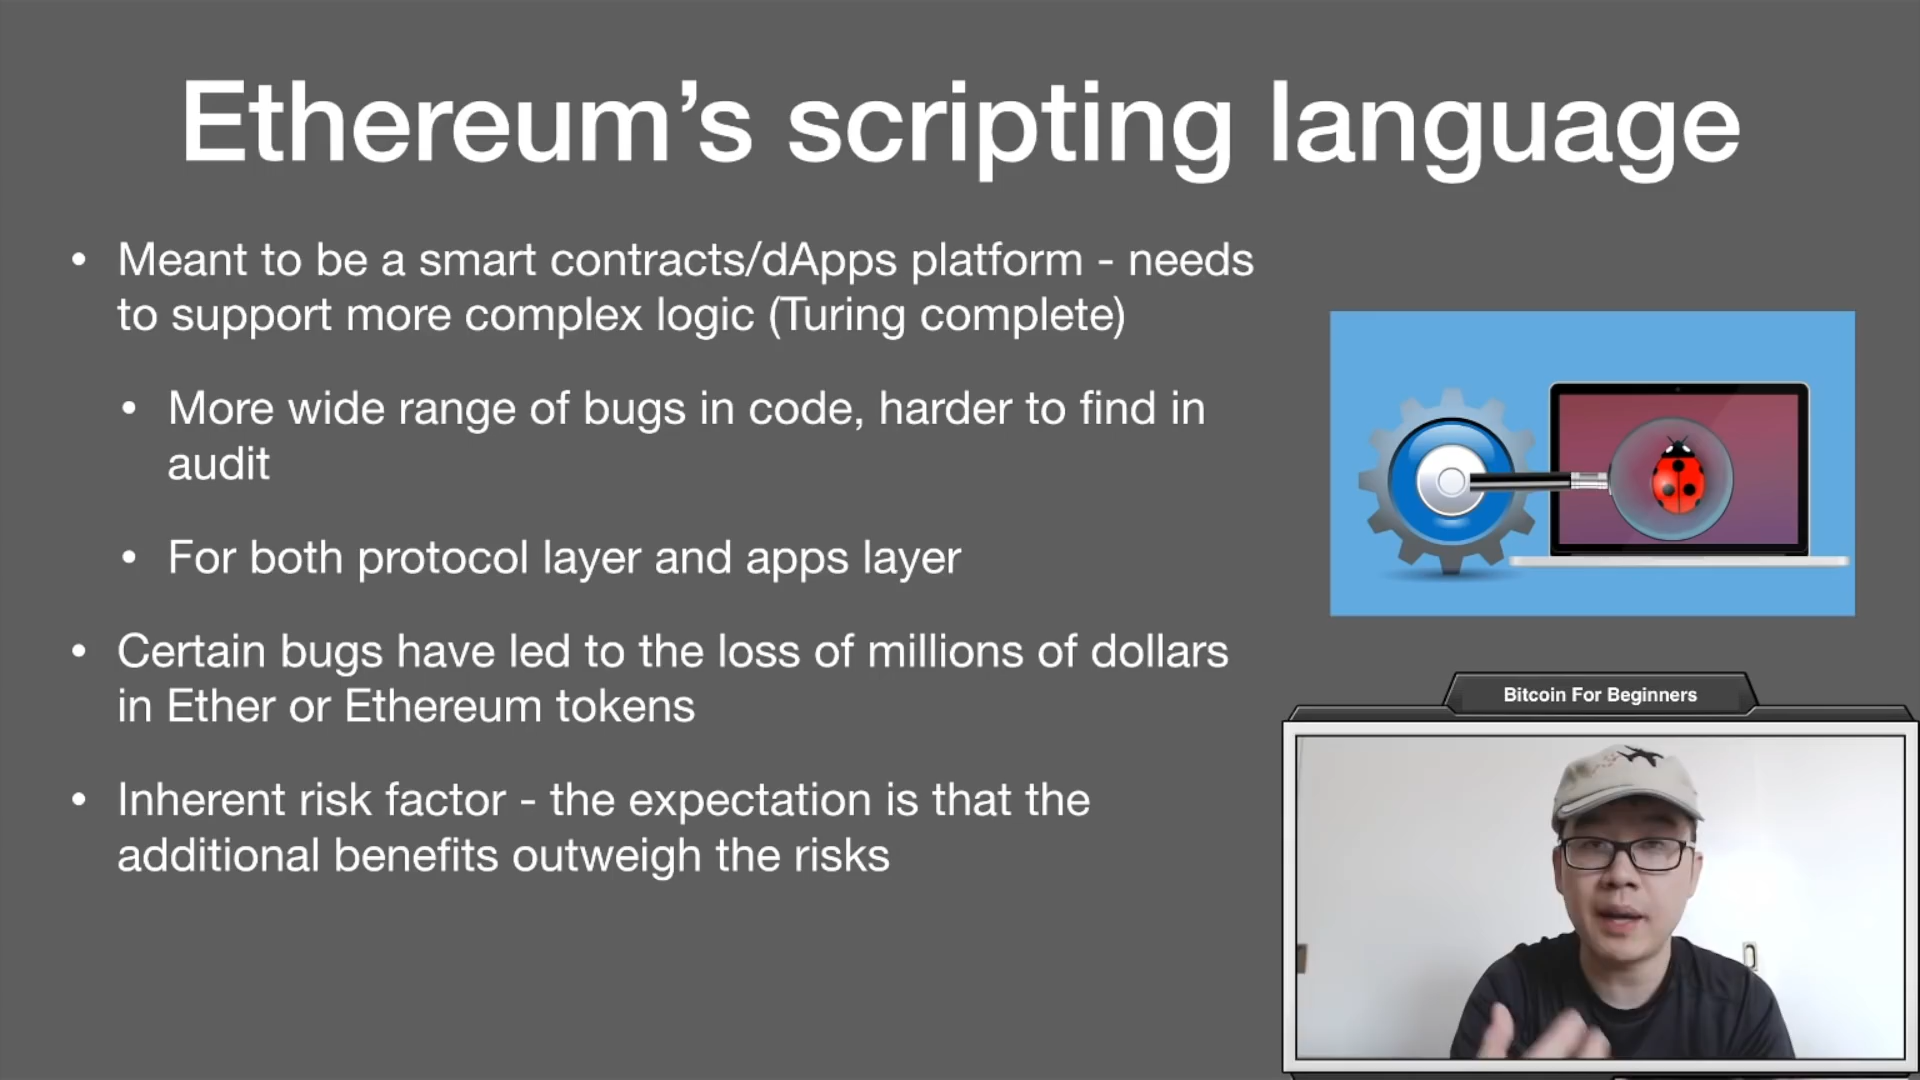 Ethereum’s scripting language
• Meant to be a smart contracts/dApps platform - needs
to support more complex logic (Turing complete)
• More wide range of bugs in code, harder to find in
audit
• For both protocol layer and apps layer
• Certain bugs have led to the loss of millions of dollars
in Ether or Ethereum tokens
• Inherent risk factor - the expectation is that the
additional benefits outweigh the risks
Bitcoin For Beginners